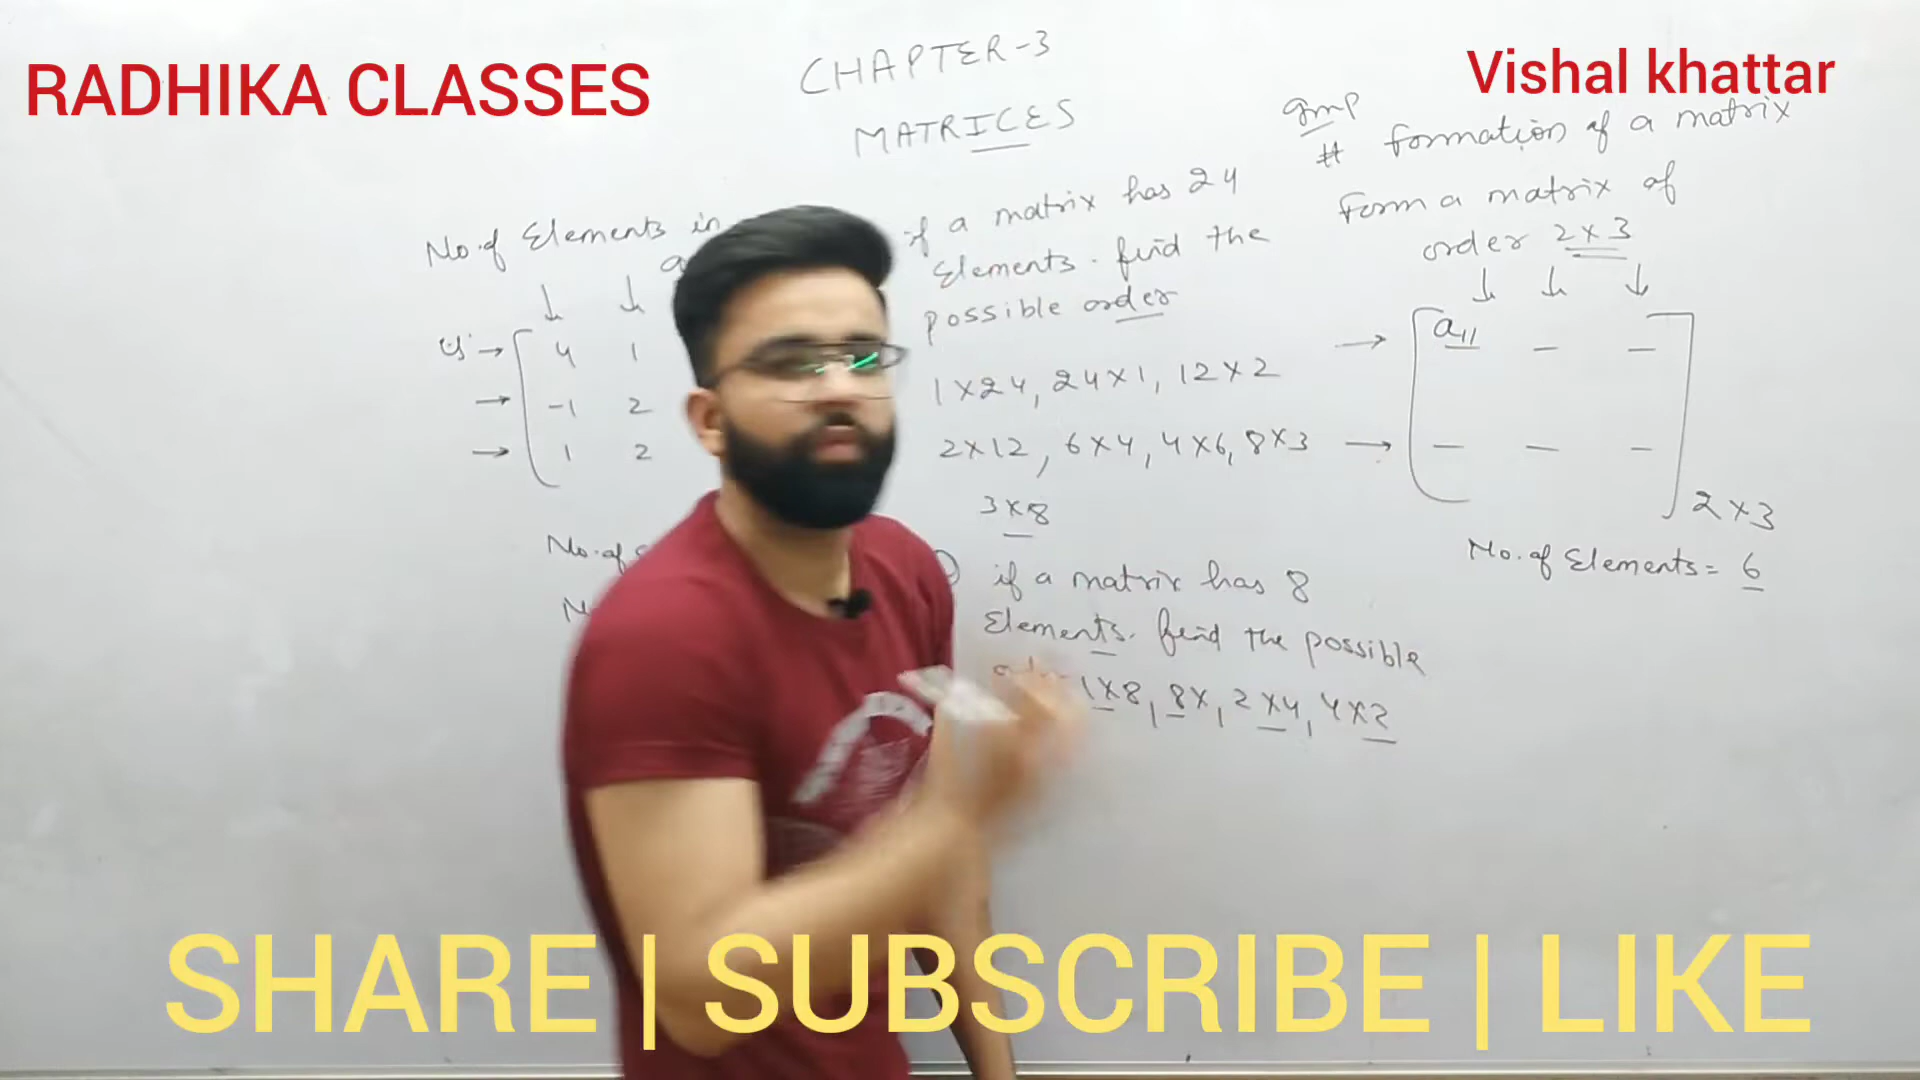 RADHIKA CLASSES
Vishal khattar
CHAPTER-3
MATRICES
No. of Elements in
4 1
-1 2
1 2
No. of
if a matrix has 24
Elements. find the
possible order
1×24, 24×1, 12×2
2×12, 6×4, 4×6, 8×3
3×8
if a matrix has 8
Elements. find the possible
1×8, 8×, 2×4, 4×2
Imp
# formation of a matrix
Form a matrix of
order 2×3
a11 – –
– – –
2×3
No. of Elements = 6
SHARE | SUBSCRIBE | LIKE